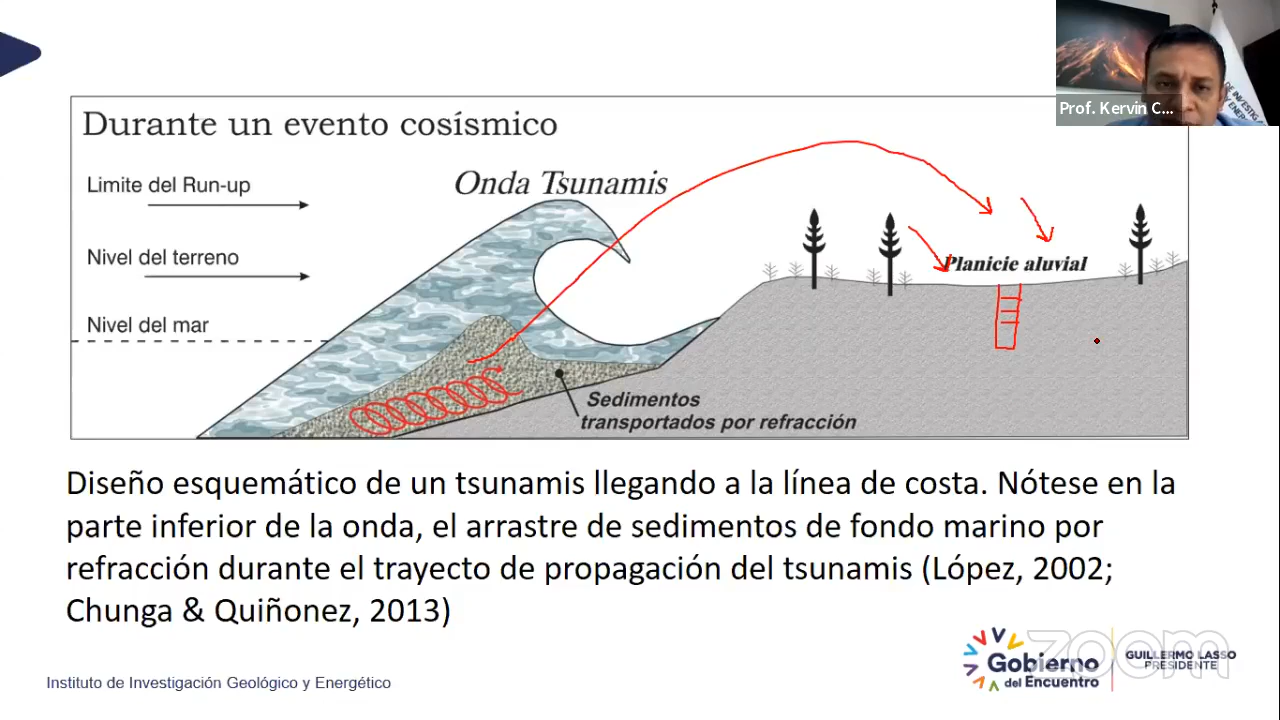 Prof. Kervin C...
DE INVESTIG
Durante un evento cosísmico
Limite del Run-up
Onda Tsunamis
Nivel del terreno
Planicie aluvial
Nivel del mar
Sedimentos
transportados por refracción
Diseño esquemático de un tsunamis llegando a la línea de costa. Nótese en la
parte inferior de la onda, el arrastre de sedimentos de fondo marino por
refracción durante el trayecto de propagación del tsunamis (López, 2002;
Chunga & Quiñonez, 2013)
zoom
Gobierno
del Encuentro
GUILLERMO LASSO
PRESIDENTE
Instituto de Investigación Geológico y Energético